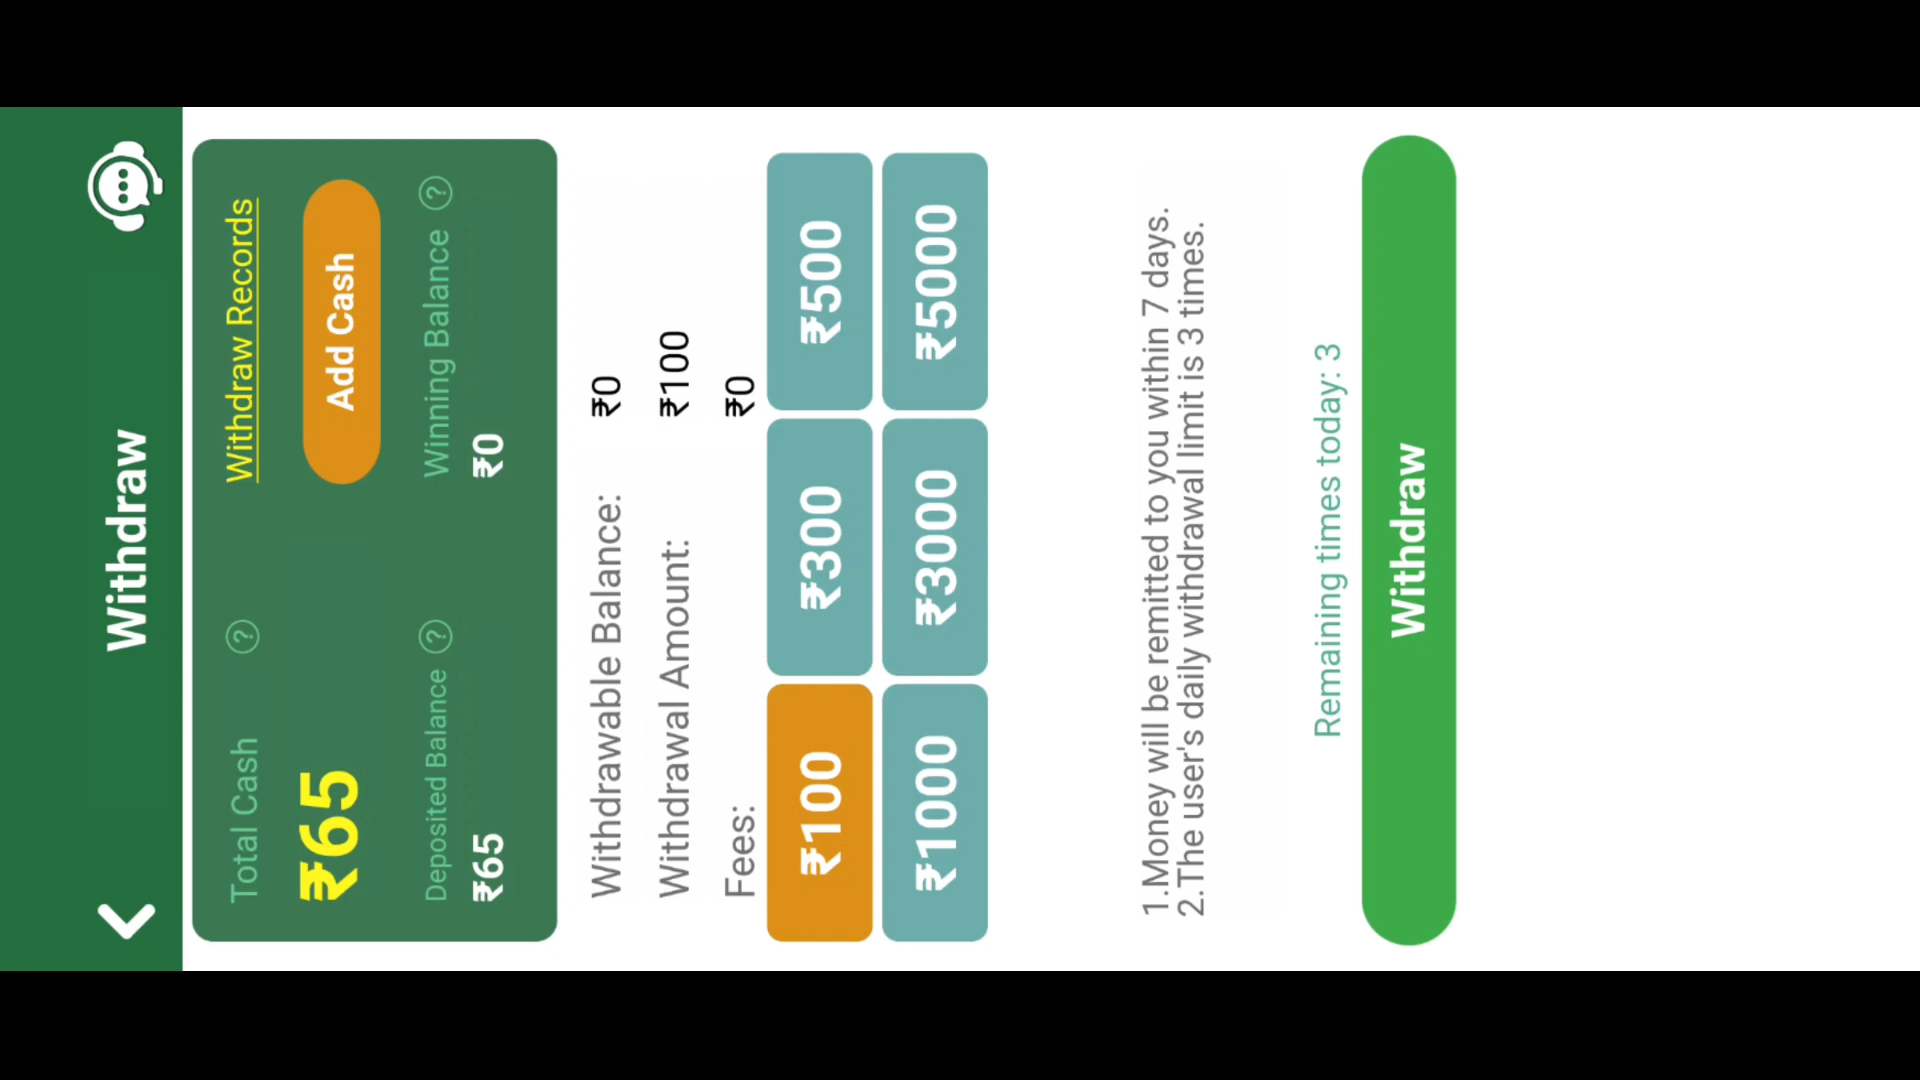 Withdraw
Total Cash
Withdraw Records
₹65
Add Cash
Deposited Balance
Winning Balance
₹65
₹0
Withdrawable Balance: ₹0
Withdrawal Amount: ₹100
Fees: ₹0
₹100 ₹300 ₹500
₹1000 ₹3000 ₹5000
1.Money will be remitted to you within 7 days.
2.The user's daily withdrawal limit is 3 times.
Remaining times today: 3
Withdraw